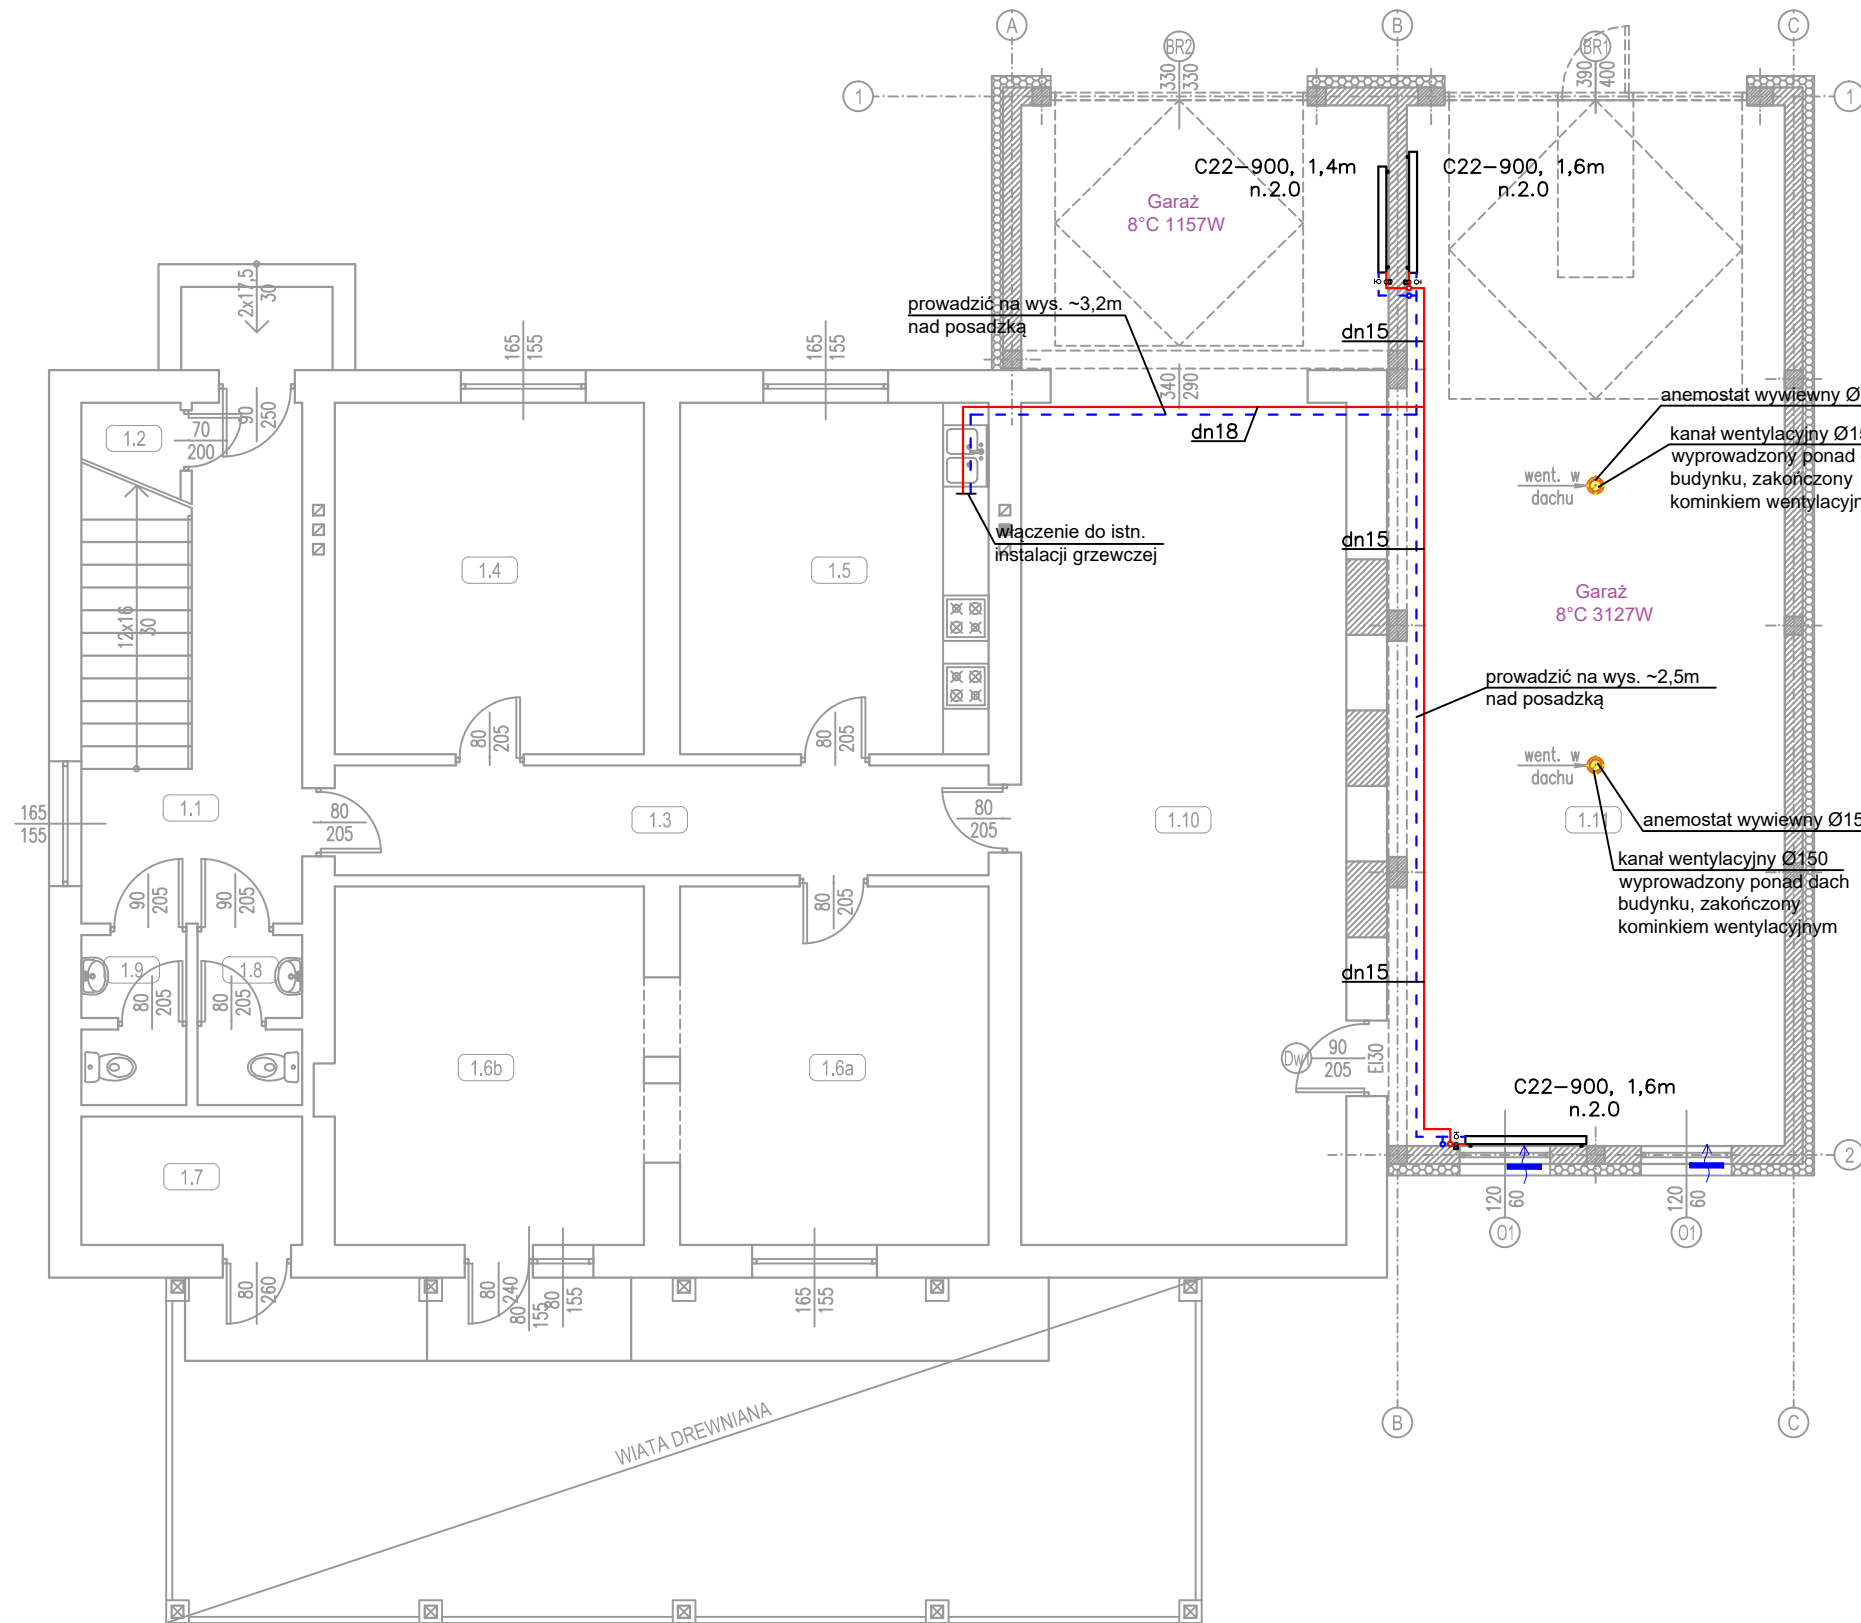 A
B
C
BR2
330
330
BR1
390
400
1
1
C22-900, 1,4m
n.2.0
C22-900, 1,6m
n.2.0
Garaż
8°C 1157W
2x17,5
30
prowadzić na wys. ~3,2m
nad posadzką
dn15
165
155
165
155
340
290
90
250
1.2
70
200
dn18
anemostat wywiewny Ø
kanał wentylacyjny Ø15
wyprowadzony ponad
budynku, zakończony
kominkiem wentylacyjn
went. w
dachu
włączenie do istn.
instalacji grzewczej
dn15
1.4
1.5
Garaż
8°C 3127W
12x16
30
prowadzić na wys. ~2,5m
nad posadzką
80
205
80
205
went. w
dachu
165
155
1.1
80
205
1.3
80
205
1.10
1.11
anemostat wywiewny Ø15
kanał wentylacyjny Ø150
wyprowadzony ponad dach
budynku, zakończony
kominkiem wentylacyjnym
90
205
90
205
80
205
1.9
1.8
80
205
80
205
dn15
1.6b
1.6a
Dw1
90
205
EI30
C22-900, 1,6m
n.2.0
1.7
2
120
60
120
60
O1
O1
80
260
80
240
80
155
80
155
165
155
WIATA DREWNIANA
B
C